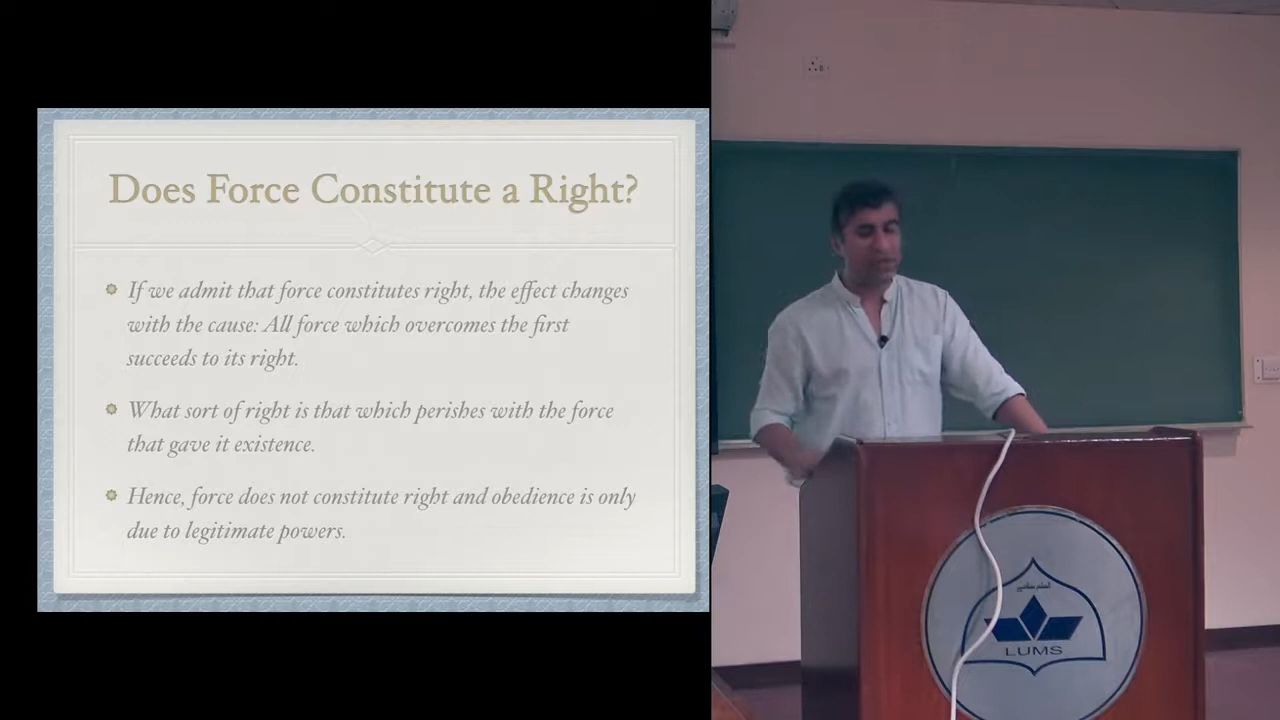 Does Force Constitute a Right?
If we admit that force constitutes right, the effect changes
with the cause: All force which overcomes the first
succeeds to its right.
What sort of right is that which perishes with the force
that gave it existence.
Hence, force does not constitute right and obedience is only
due to legitimate powers.
LUMS